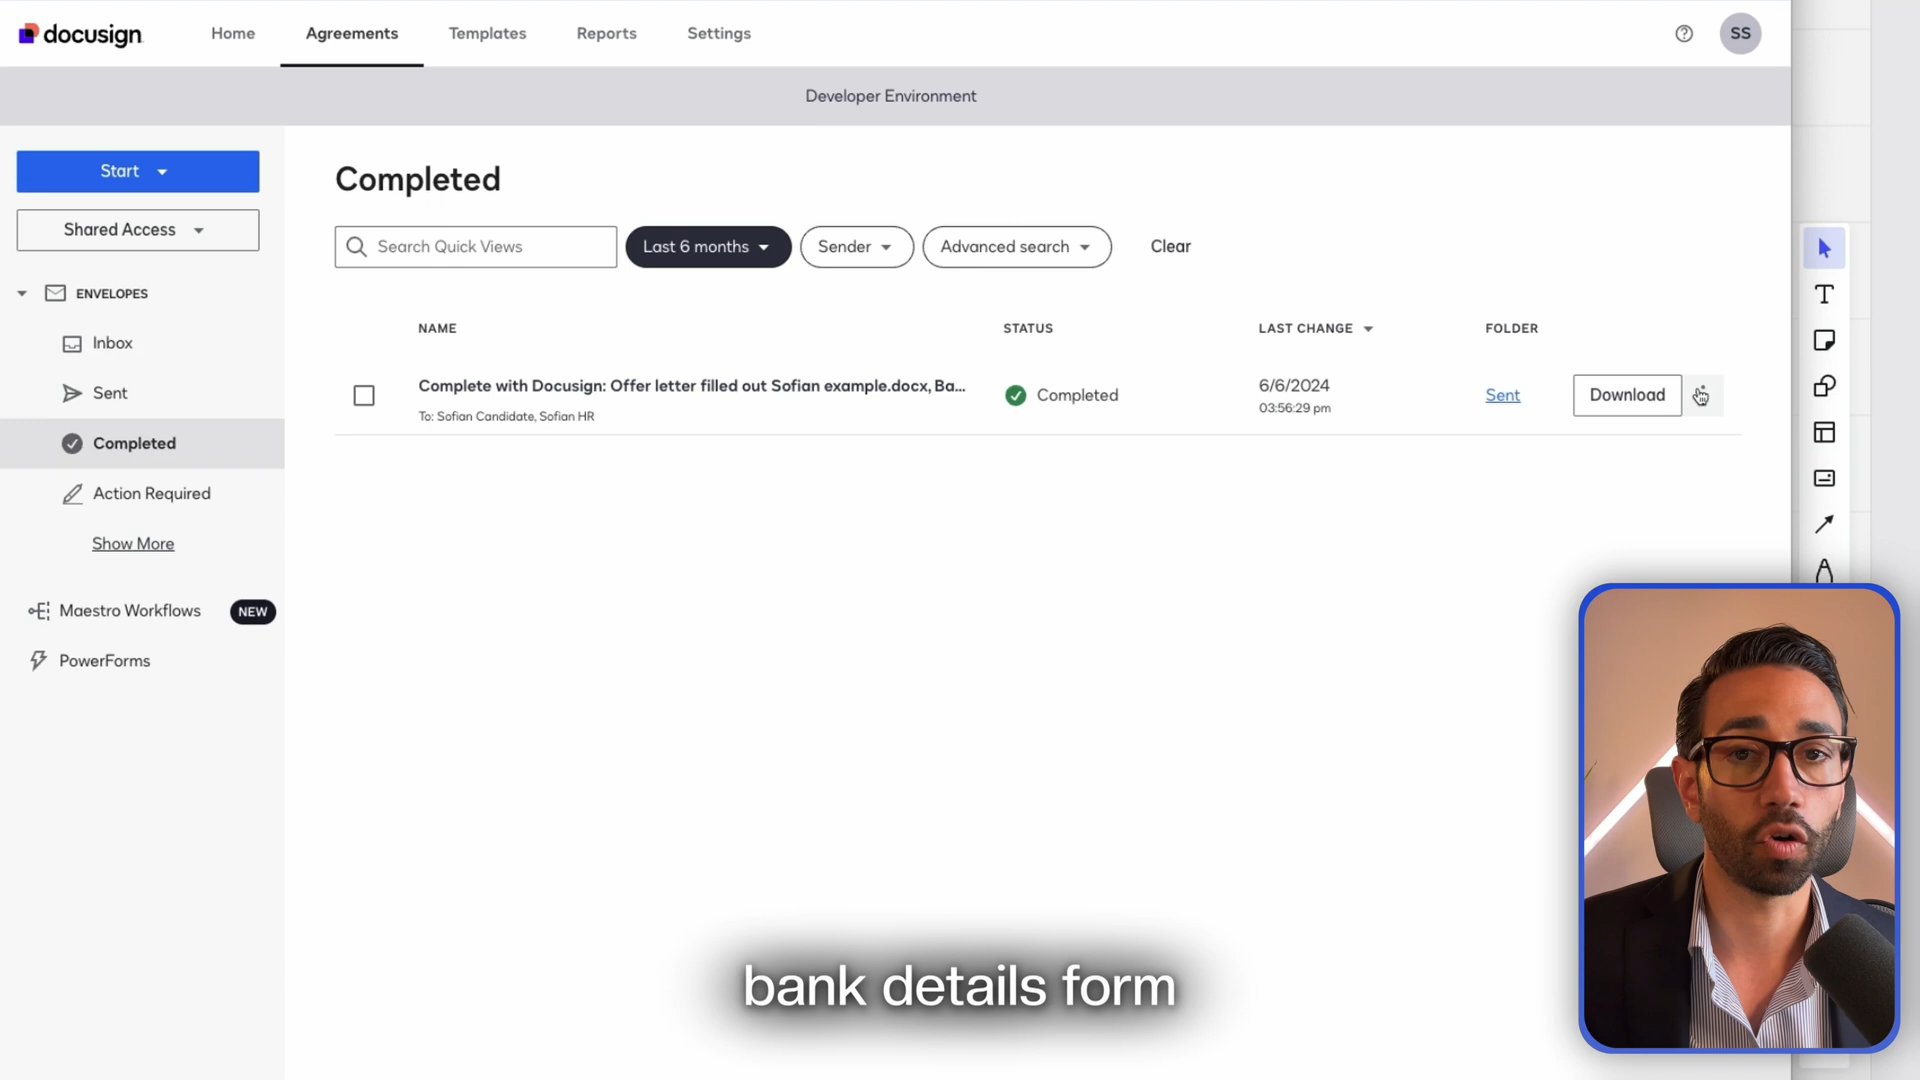 docusign
Home
Agreements
Templates
Reports
Settings
SS
Developer Environment
Start
Shared Access
ENVELOPES
Inbox
Sent
Completed
Action Required
Show More
Maestro Workflows
NEW
PowerForms
Completed
Search Quick Views
Last 6 months
Sender
Advanced search
Clear
NAME
STATUS
LAST CHANGE
FOLDER
Complete with Docusign: Offer letter filled out Sofian example.docx, Ba...
To: Sofian Candidate, Sofian HR
Completed
6/6/2024
03:56:29 pm
Sent
Download
bank details form